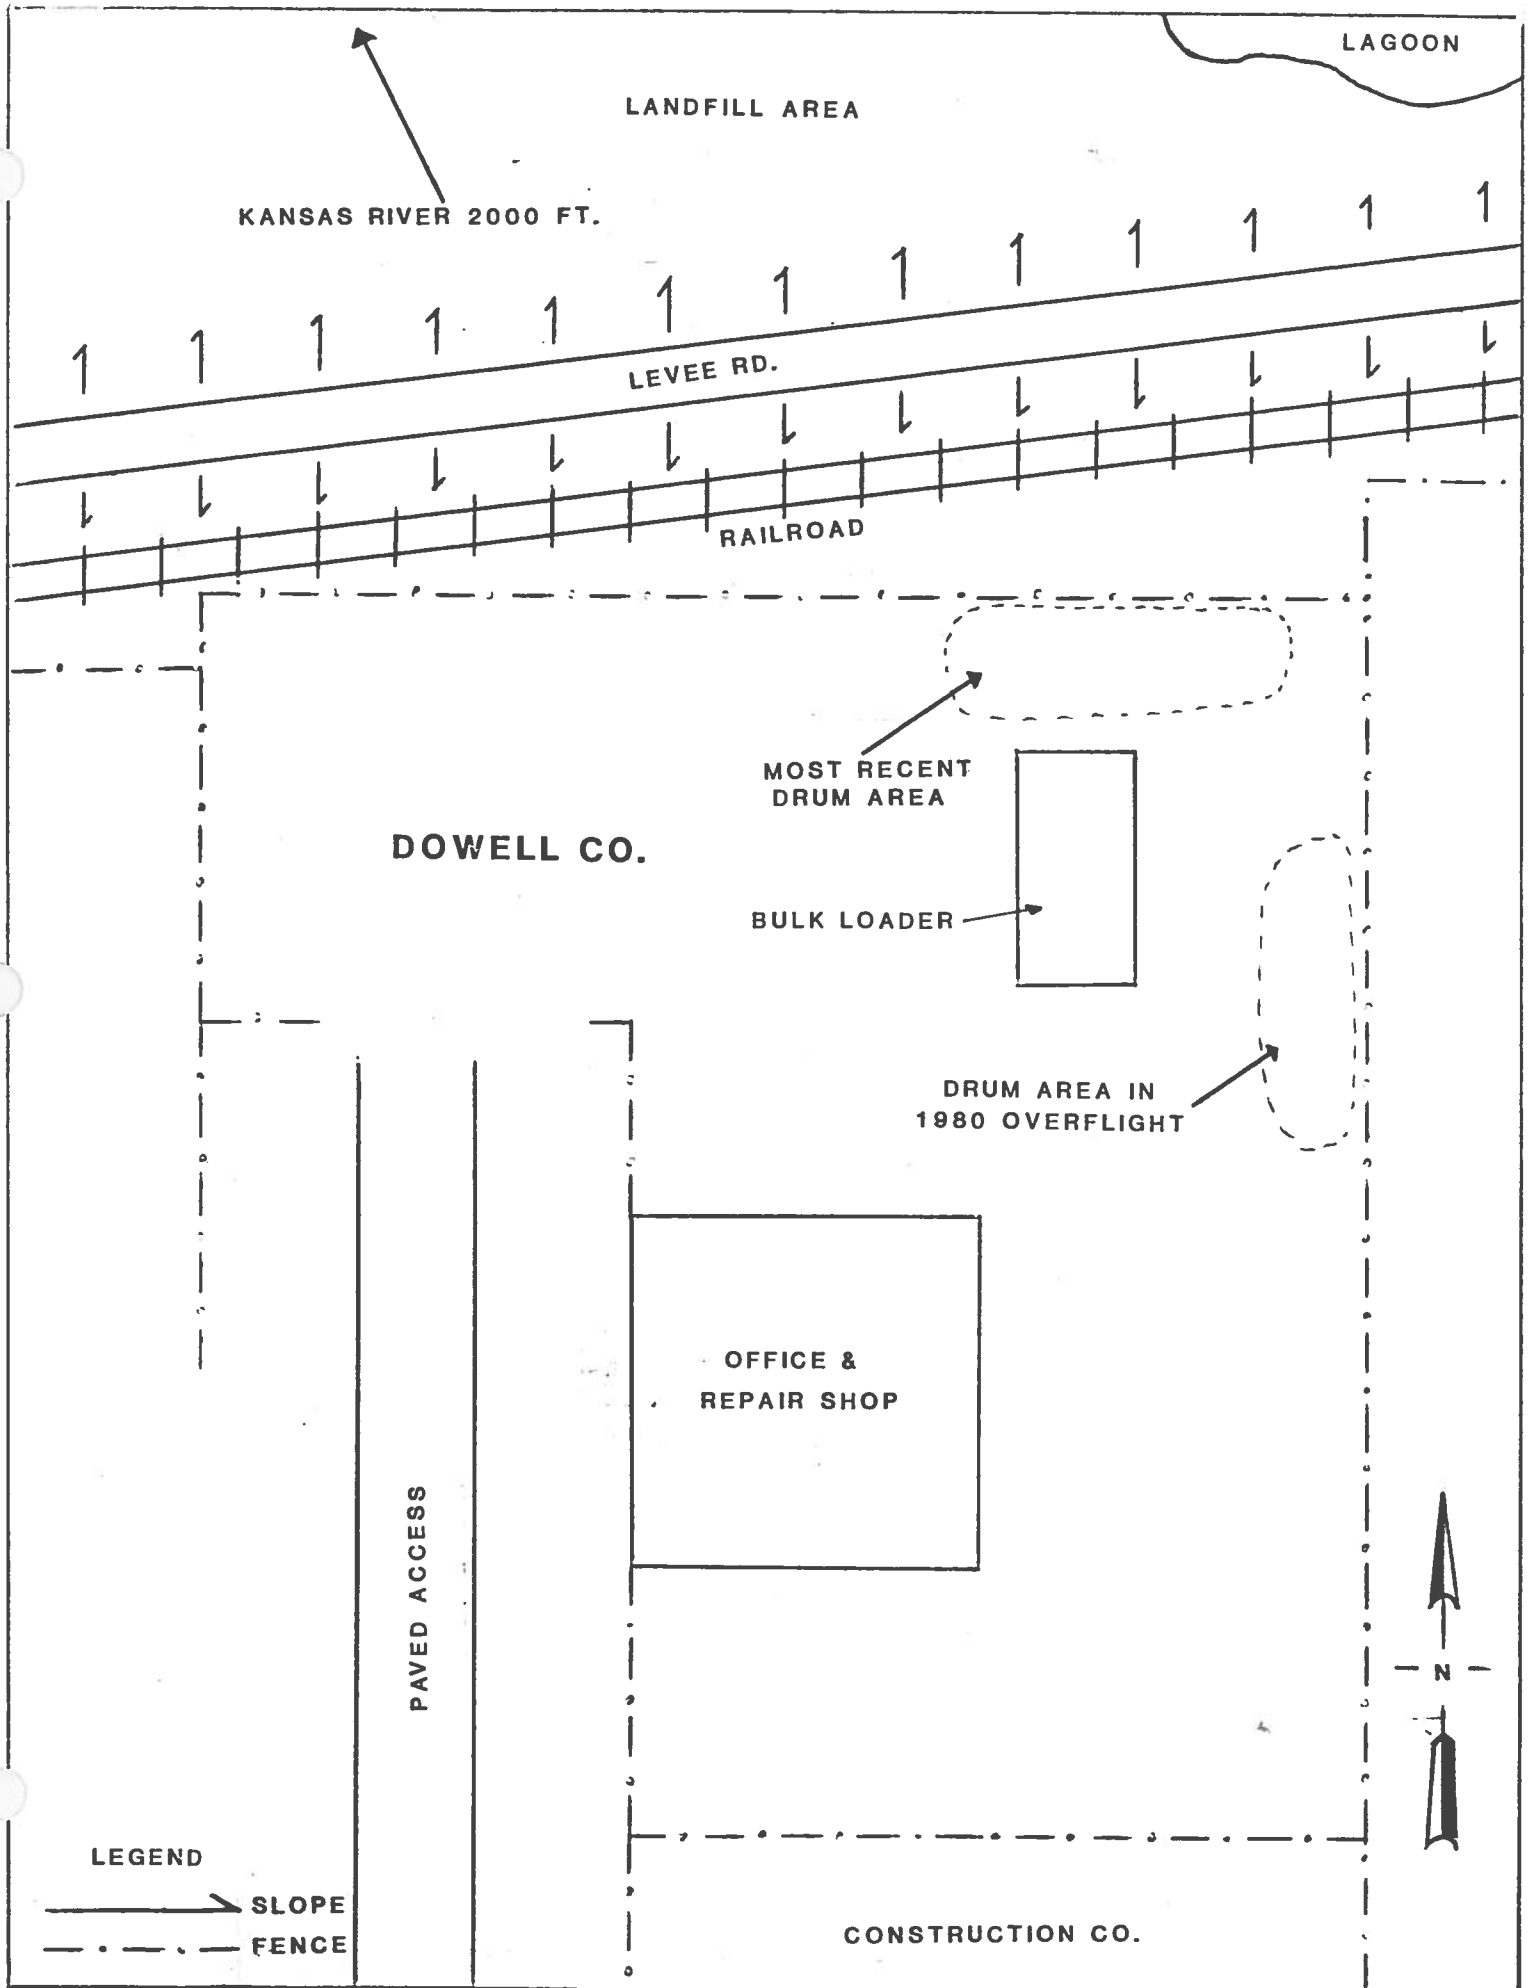 LAGOON
LANDFILL AREA
KANSAS RIVER 2000 FT.
LEVEE RD.
RAILROAD
MOST RECENT
DRUM AREA
DOWELL CO.
BULK LOADER
DRUM AREA IN
1980 OVERFLIGHT
OFFICE &
REPAIR SHOP
PAVED ACCESS
N
LEGEND
SLOPE
FENCE
CONSTRUCTION CO.